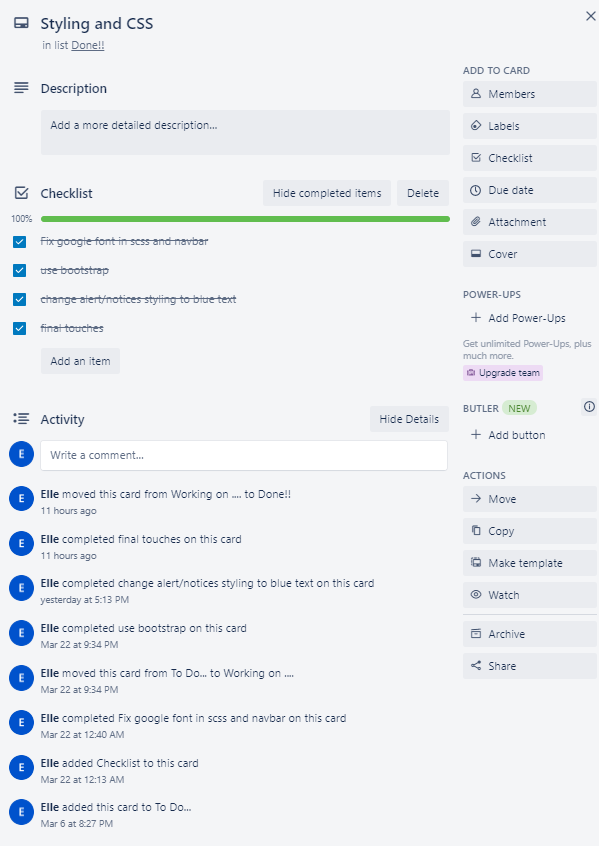 Styling and CSS
in list Done!!
Description
Add a more detailed description...
Checklist
Hide completed items
Delete
100%
Fix google font in scss and navbar
use bootstrap
change alert/notices styling to blue text
final touches
Add an item
Activity
Hide Details
E
Write a comment...
E
Elle moved this card from Working on .... to Done!!
11 hours ago
E
Elle completed final touches on this card
11 hours ago
E
Elle completed change alert/notices styling to blue text on this card
yesterday at 5:13 PM
E
Elle completed use bootstrap on this card
Mar 22 at 9:34 PM
E
Elle moved this card from To Do... to Working on ....
Mar 22 at 9:34 PM
E
Elle completed Fix google font in scss and navbar on this card
Mar 22 at 12:40 AM
E
Elle added Checklist to this card
Mar 22 at 12:13 AM
E
Elle added this card to To Do...
Mar 6 at 8:27 PM
ADD TO CARD
Members
Labels
Checklist
Due date
Attachment
Cover
POWER-UPS
Add Power-Ups
Get unlimited Power-Ups, plus
much more.
Upgrade team
BUTLER NEW
Add button
ACTIONS
Move
Copy
Make template
Watch
Archive
Share